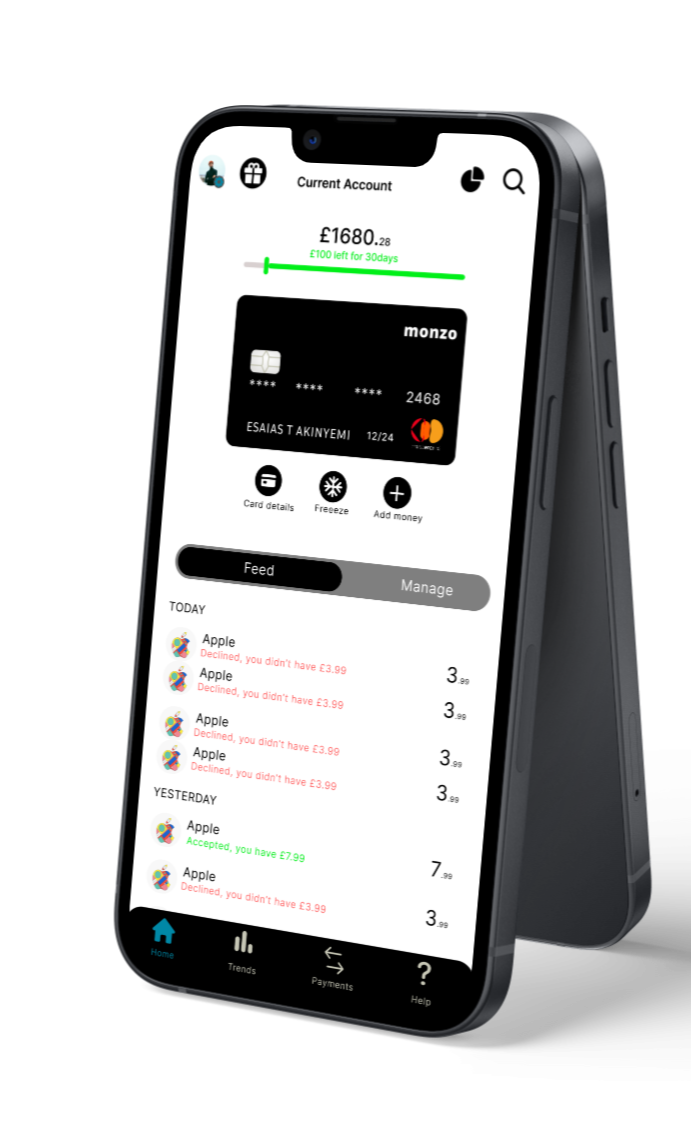 Current Account
£1680.28
£100 left for 30days
monzo
**** **** **** 2468
ESAIAS T AKINYEMI 12/24
Card details Freeeze Add money
Feed Manage
TODAY
Apple
Declined, you didn't have £3.99
3.99
Apple
Declined, you didn't have £3.99
3.99
Apple
Declined, you didn't have £3.99
3.99
Apple
Declined, you didn't have £3.99
3.99
YESTERDAY
Apple
Accepted, you have £7.99
7.99
Apple
Declined, you didn't have £3.99
3.99
Home Trends Payments Help